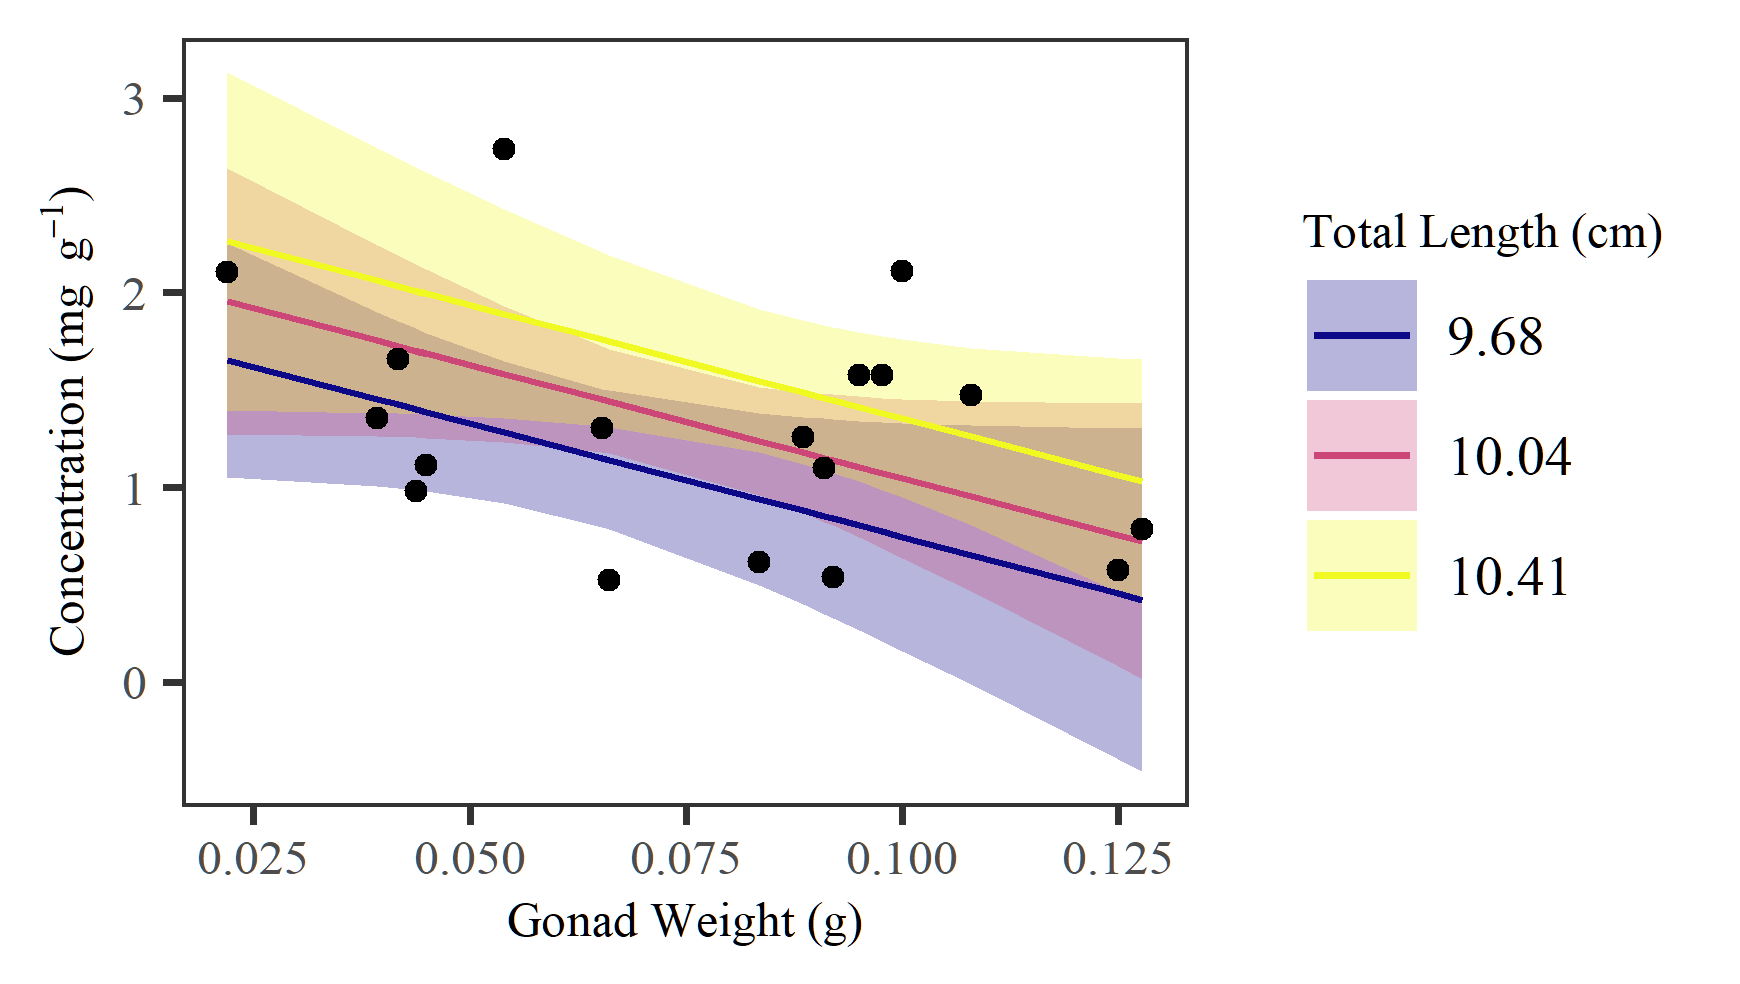 3
2
1
0
Concentration (mg g⁻¹)
0.025 0.050 0.075 0.100 0.125
Gonad Weight (g)
Total Length (cm)
9.68
10.04
10.41